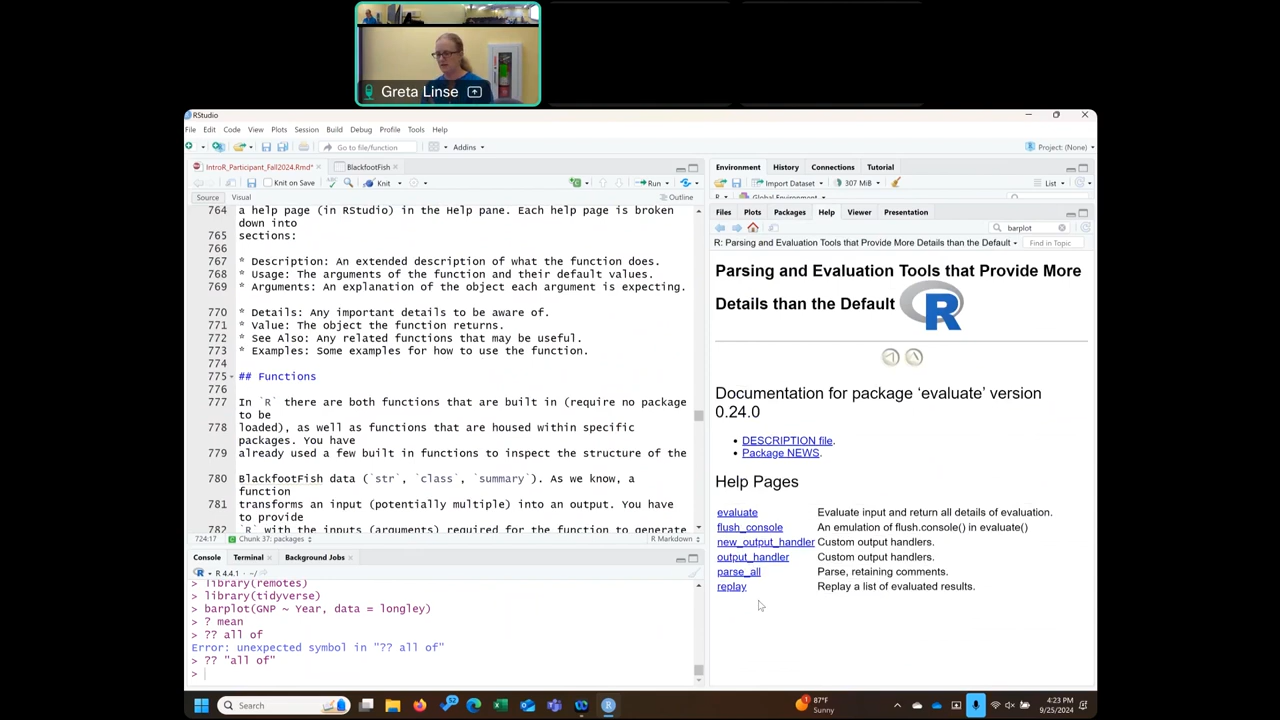 Greta Linse
RStudio
File Edit Code View Plots Session Build Debug Profile Tools Help
Go to file/function
Addins
Project: (None)
IntroR_Participant_Fall2024.Rmd*
BlackfootFish
Knit on Save
Knit
Run
Source
Visual
Outline
764 a help page (in RStudio) in the Help pane. Each help page is broken
down into
765 sections:
766
767 * Description: An extended description of what the function does.
768 * Usage: The arguments of the function and their default values.
769 * Arguments: An explanation of the object each argument is expecting.
770 * Details: Any important details to be aware of.
771 * Value: The object the function returns.
772 * See Also: Any related functions that may be useful.
773 * Examples: Some examples for how to use the function.
774
775 ## Functions
776
777 In `R` there are both functions that are built in (require no package
to be
778 loaded), as well as functions that are housed within specific
packages. You have
779 already used a few built in functions to inspect the structure of the
780 BlackfootFish data (`str`, `class`, `summary`). As we know, a
function
781 transforms an input (potentially multiple) into an output. You have
to provide
782 `R` with the inputs (arguments) required for the function to generate
724:17 Chunk 37: packages R Markdown
Console Terminal Background Jobs
R 4.4.1 · ~/
> library(remotes)
> library(tidyverse)
> barplot(GNP ~ Year, data = longley)
> ? mean
> ?? all of
Error: unexpected symbol in "?? all of"
> ?? "all of"
>
Environment History Connections Tutorial
Import Dataset 307 MiB List
R Global Environment
Files Plots Packages Help Viewer Presentation
barplot
R: Parsing and Evaluation Tools that Provide More Details than the Default Find in Topic
Parsing and Evaluation Tools that Provide More
Details than the Default R
Documentation for package ‘evaluate’ version
0.24.0
• DESCRIPTION file.
• Package NEWS.
Help Pages
evaluate Evaluate input and return all details of evaluation.
flush_console An emulation of flush.console() in evaluate()
new_output_handler Custom output handlers.
output_handler Custom output handlers.
parse_all Parse, retaining comments.
replay Replay a list of evaluated results.
Search
87°F
Sunny
4:23 PM
9/25/2024